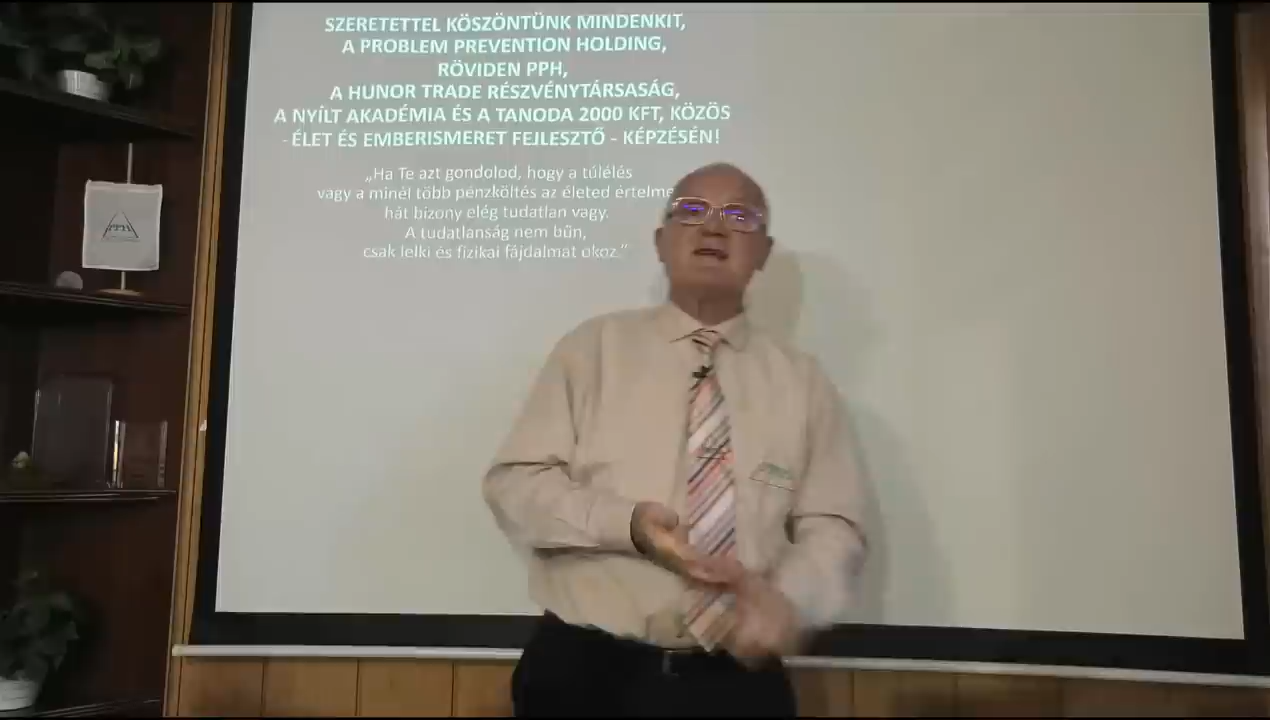 SZERETETTEL KÖSZÖNTÜNK MINDENKIT,
A PROBLEM PREVENTION HOLDING,
RÖVIDEN PPH,
A HUNOR TRADE RÉSZVÉNYTÁRSASÁG,
A NYÍLT AKADÉMIA ÉS A TANODA 2000 KFT, KÖZÖS
- ÉLET ÉS EMBERISMERET FEJLESZTŐ - KÉPZÉSÉN!
„Ha Te azt gondolod, hogy a túlélés
vagy a minél több pénzköltés az életed értelme
hát bizony elég tudatlan vagy.
A tudatlanság nem bűn,
csak lelki és fizikai fájdalmat okoz.”